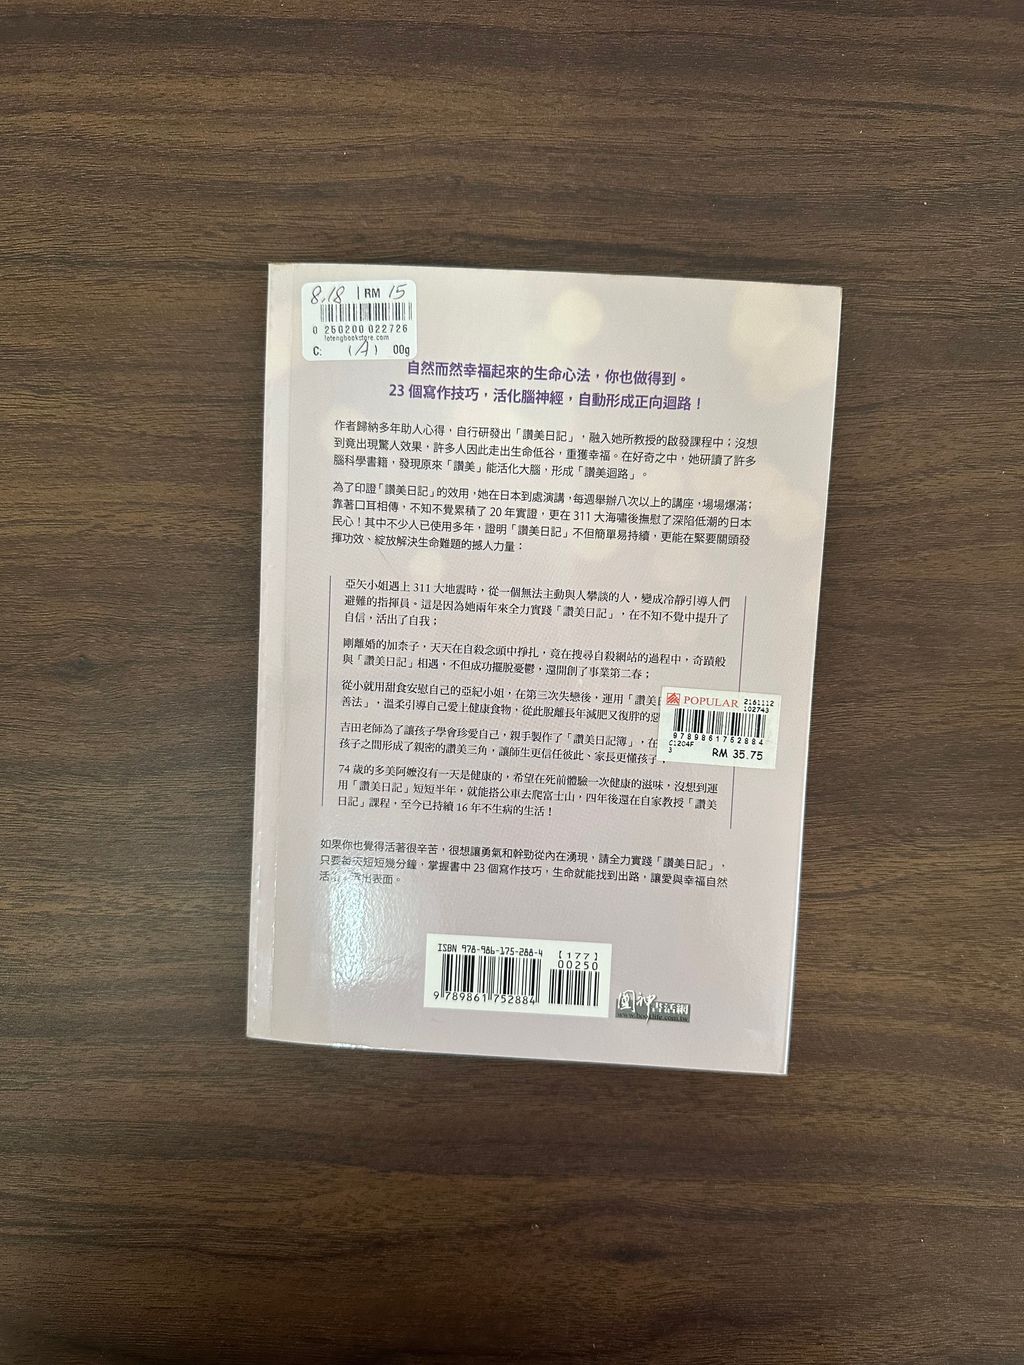 8.18 | RM 15
0 250200 022726
lotengbookstore.com
C: (A) 00g
自然而然幸福起來的生命心法，你也做得到。
23 個寫作技巧，活化腦神經，自動形成正向迴路！
作者歸納多年助人心得，自行研發出「讚美日記」，融入她所教授的啟發課程中；沒想
到竟出現驚人效果，許多人因此走出生命低谷，重獲幸福。在好奇之中，她研讀了許多
腦科學書籍，發現原來「讚美」能活化大腦，形成「讚美迴路」。
為了印證「讚美日記」的效用，她在日本到處演講，每週舉辦八次以上的講座，場場爆滿；
靠著口耳相傳，不知不覺累積了 20 年實證，更在 311 大海嘯後撫慰了深陷低潮的日本
民心！其中不少人已使用多年，證明「讚美日記」不但簡單易持續，更能在緊要關頭發
揮功效、綻放解決生命難題的撼人力量：
亞矢小姐遇上 311 大地震時，從一個無法主動與人攀談的人，變成冷靜引導人們
避難的指揮員。這是因為她兩年來全力實踐「讚美日記」，在不知不覺中提升了
自信，活出了自我；
剛離婚的加奈子，天天在自殺念頭中掙扎，竟在搜尋自殺網站的過程中，奇蹟般
與「讚美日記」相遇，不但成功擺脫憂鬱，還開創了事業第二春；
從小就用甜食安慰自己的亞紀小姐，在第三次失戀後，運用「讚美日
善法」，溫柔引導自己愛上健康食物，從此脫離長年減肥又復胖的惡
吉田老師為了讓孩子學會珍愛自己，親手製作了「讚美日記簿」，在
孩子之間形成了親密的讚美三角，讓師生更信任彼此、家長更懂孩子；
74 歲的多美阿嬤沒有一天是健康的，希望在死前體驗一次健康的滋味，沒想到運
用「讚美日記」短短半年，就能搭公車去爬富士山，四年後還在自家教授「讚美
日記」課程，至今已持續 16 年不生病的生活！
POPULAR 2161112
102743
9789861752884
C1204F
3 RM 35.75
如果你也覺得活著很辛苦，很想讓勇氣和幹勁從內在湧現，請全力實踐「讚美日記」，
只要每天短短幾分鐘，掌握書中 23 個寫作技巧，生命就能找到出路，讓愛與幸福自然
活出表面。
ISBN 978-986-175-288-4
[177]
00250
9 789861 752884
圓神書活網
www.booklife.com.tw